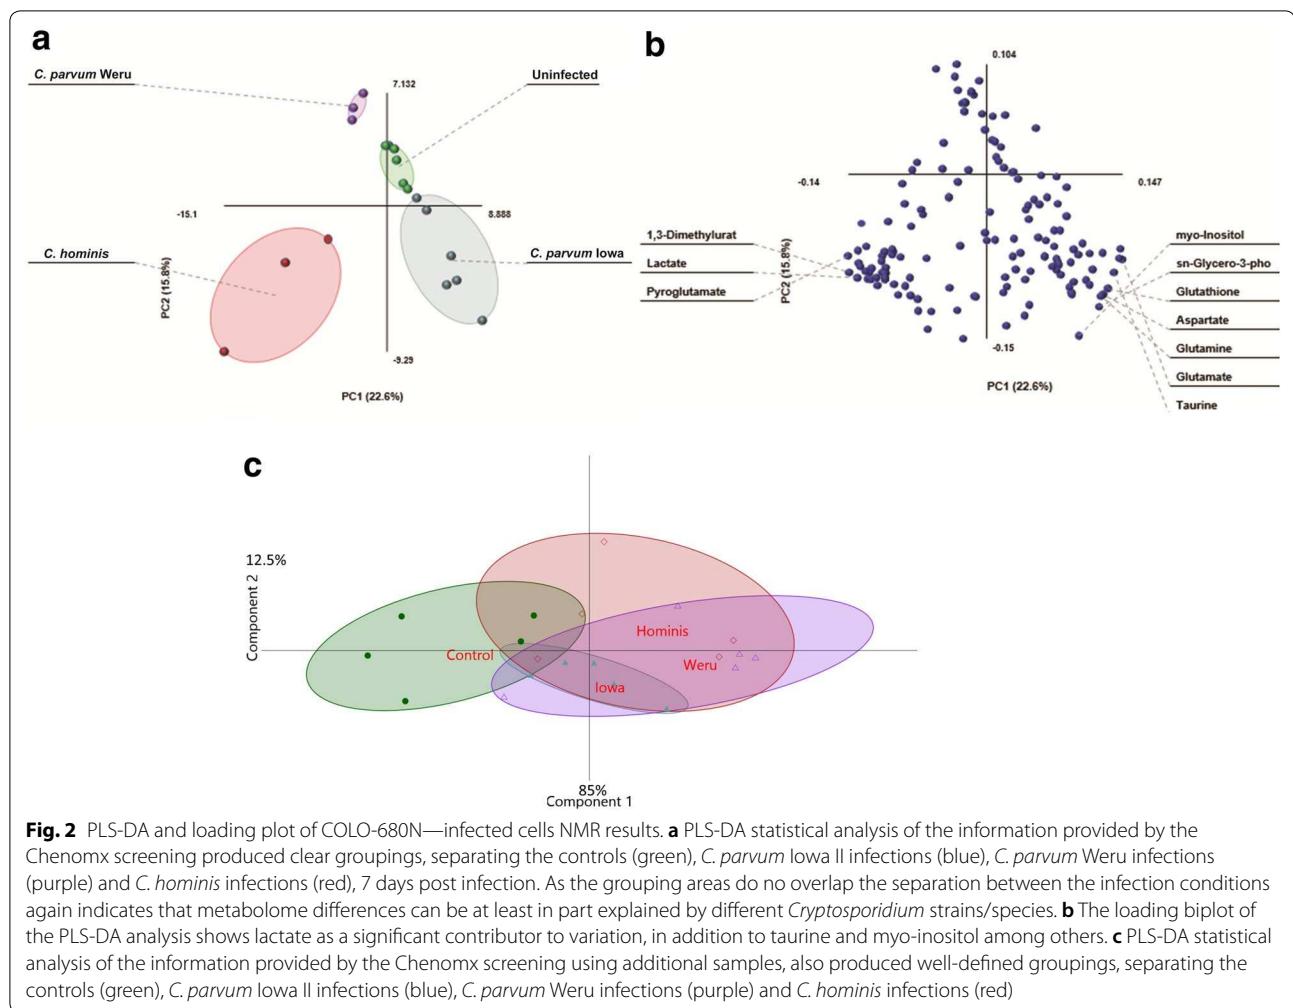 a
C. parvum Weru
7.132
Uninfected
-15.1
8.888
C. hominis
C. parvum Iowa
PC2 (15.8%)
-9.29
PC1 (22.6%)
b
0.104
-0.14
0.147
1,3-Dimethylurat
Lactate
Pyroglutamate
PC2 (15.8%)
myo-Inositol
sn-Glycero-3-pho
Glutathione
Aspartate
Glutamine
Glutamate
Taurine
-0.15
PC1 (22.6%)
c
12.5%
Component 2
Hominis
Control
Weru
Iowa
85%
Component 1
Fig. 2 PLS-DA and loading plot of COLO-680N—infected cells NMR results. a PLS-DA statistical analysis of the information provided by the
Chenomx screening produced clear groupings, separating the controls (green), C. parvum Iowa II infections (blue), C. parvum Weru infections
(purple) and C. hominis infections (red), 7 days post infection. As the grouping areas do no overlap the separation between the infection conditions
again indicates that metabolome differences can be at least in part explained by different Cryptosporidium strains/species. b The loading biplot of
the PLS-DA analysis shows lactate as a significant contributor to variation, in addition to taurine and myo-inositol among others. c PLS-DA statistical
analysis of the information provided by the Chenomx screening using additional samples, also produced well-defined groupings, separating the
controls (green), C. parvum Iowa II infections (blue), C. parvum Weru infections (purple) and C. hominis infections (red)